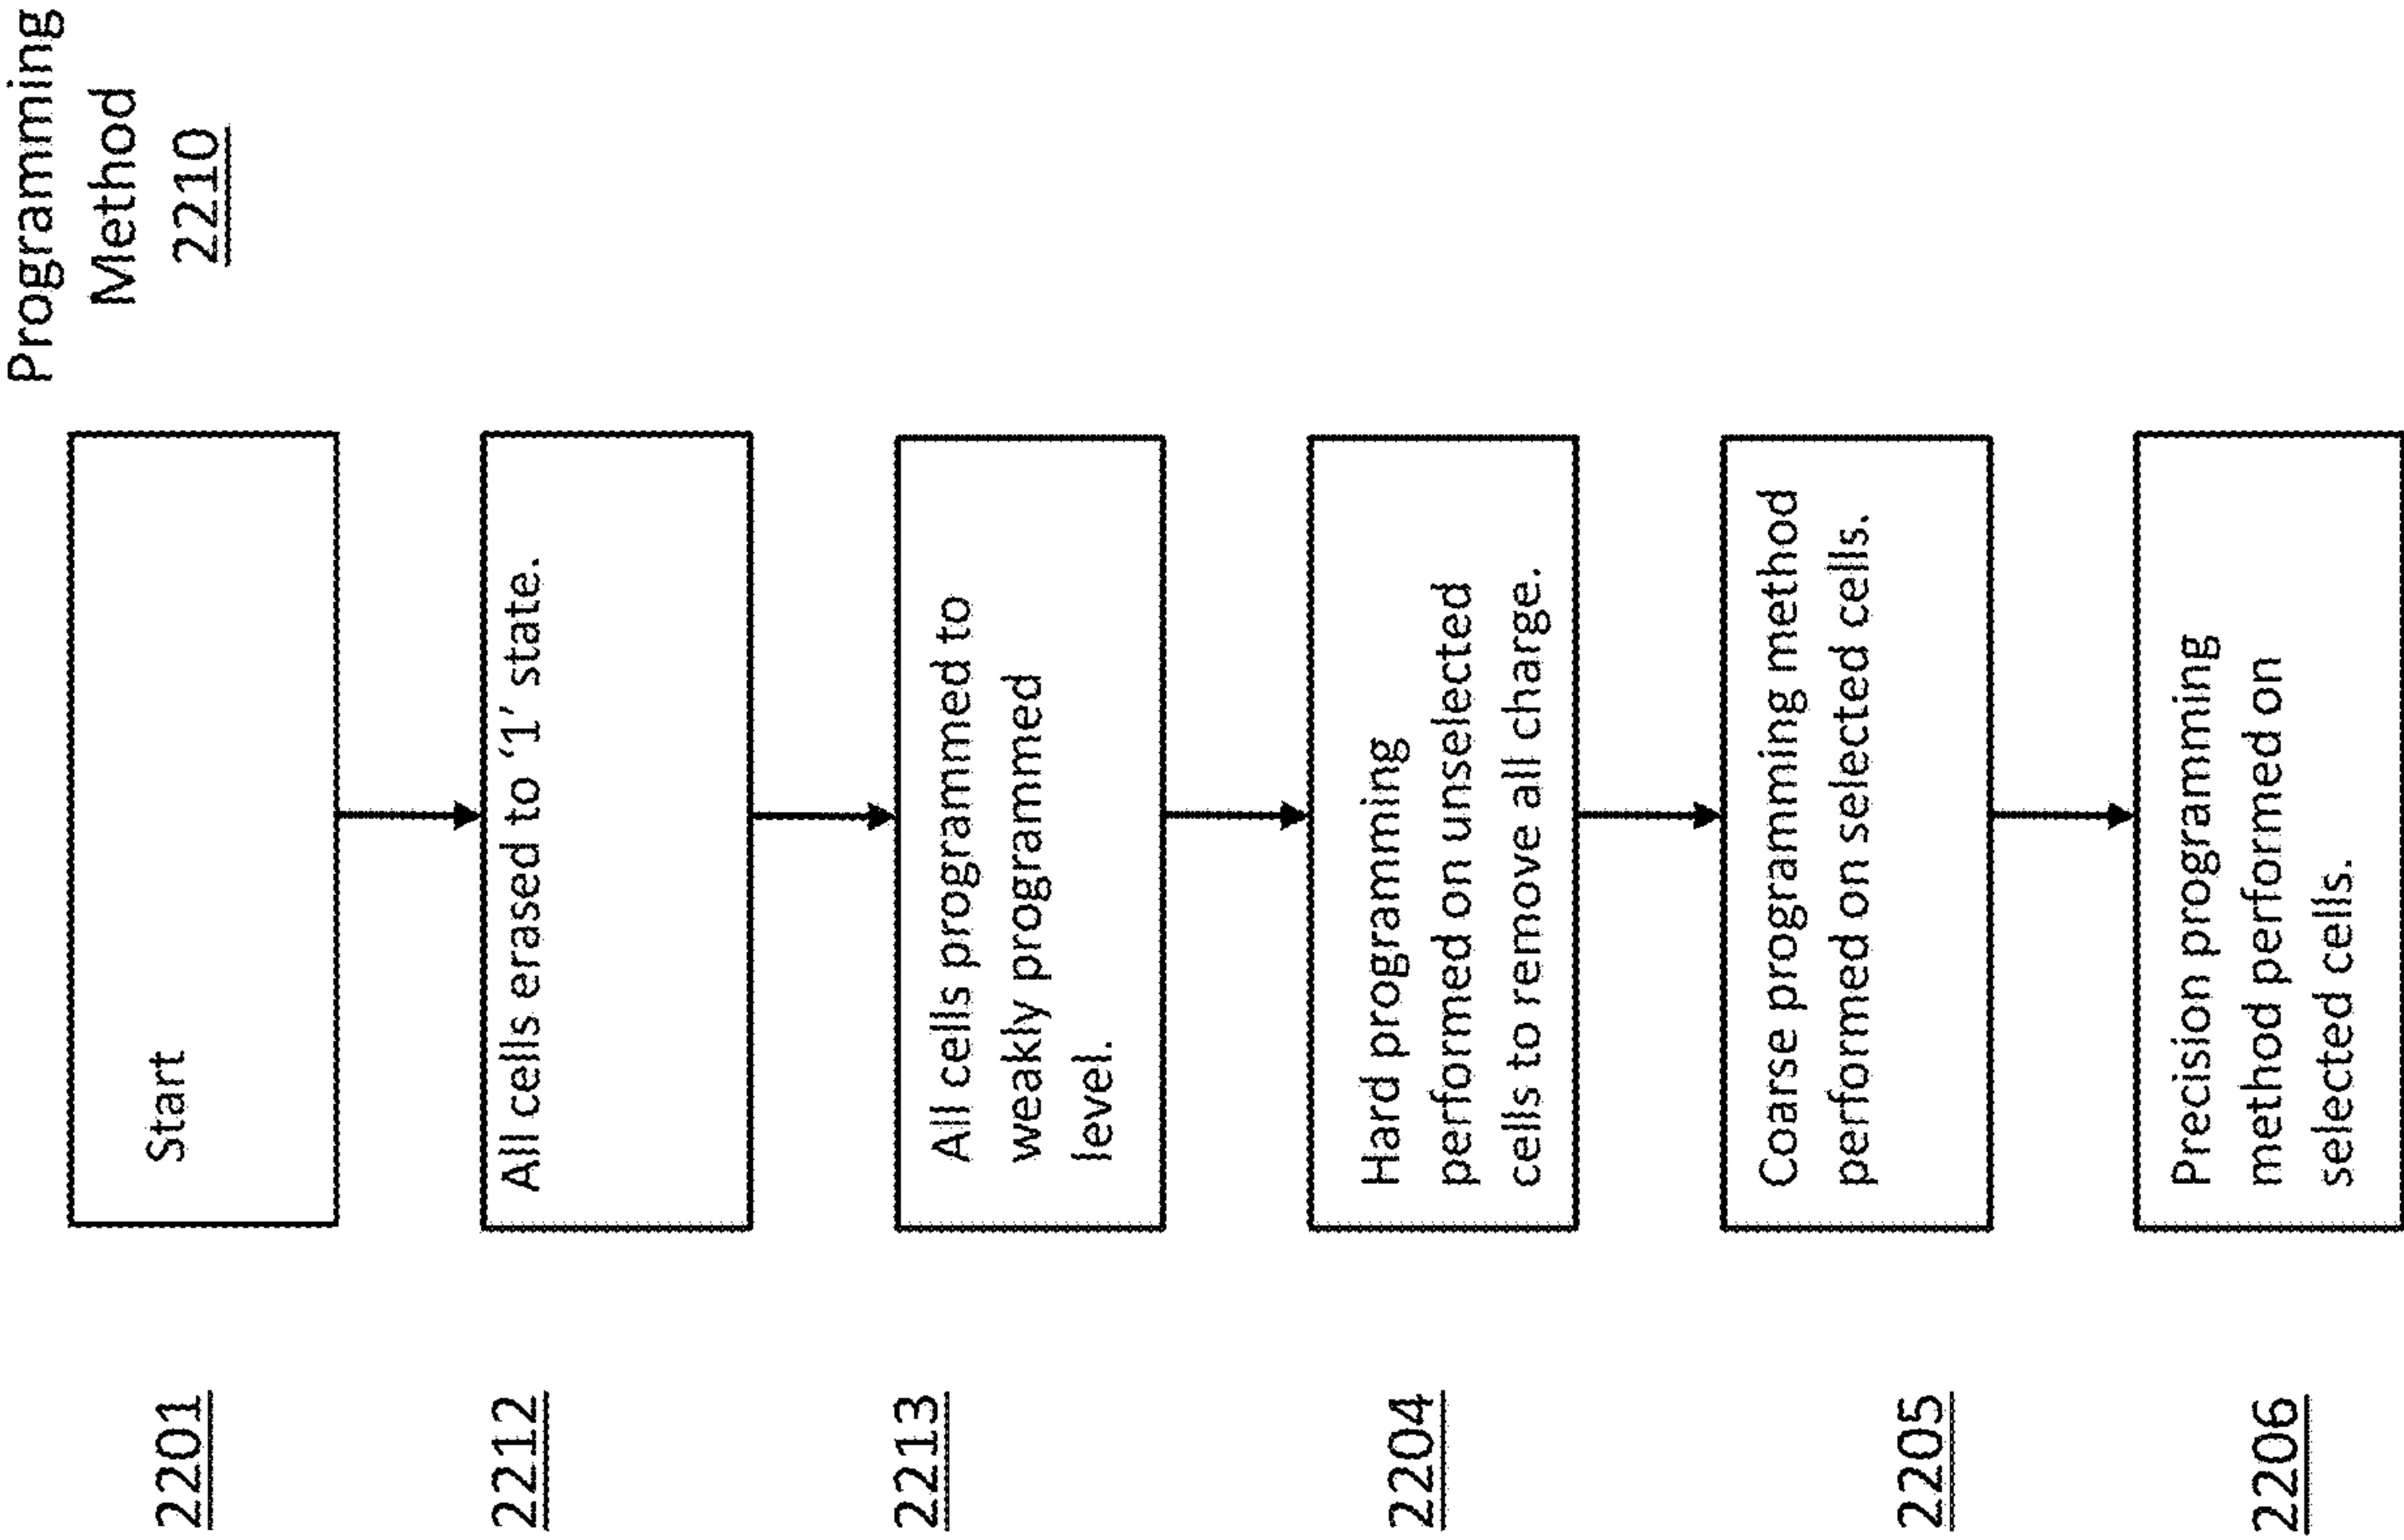 Programming
Method
2210
2201
Start
2212
All cells erased to ‘1’ state.
2213
All cells programmed to
weakly programmed
level.
2204
Hard programming
performed on unselected
cells to remove all charge.
2205
Coarse programming method
performed on selected cells.
2206
Precision programming
method performed on
selected cells.